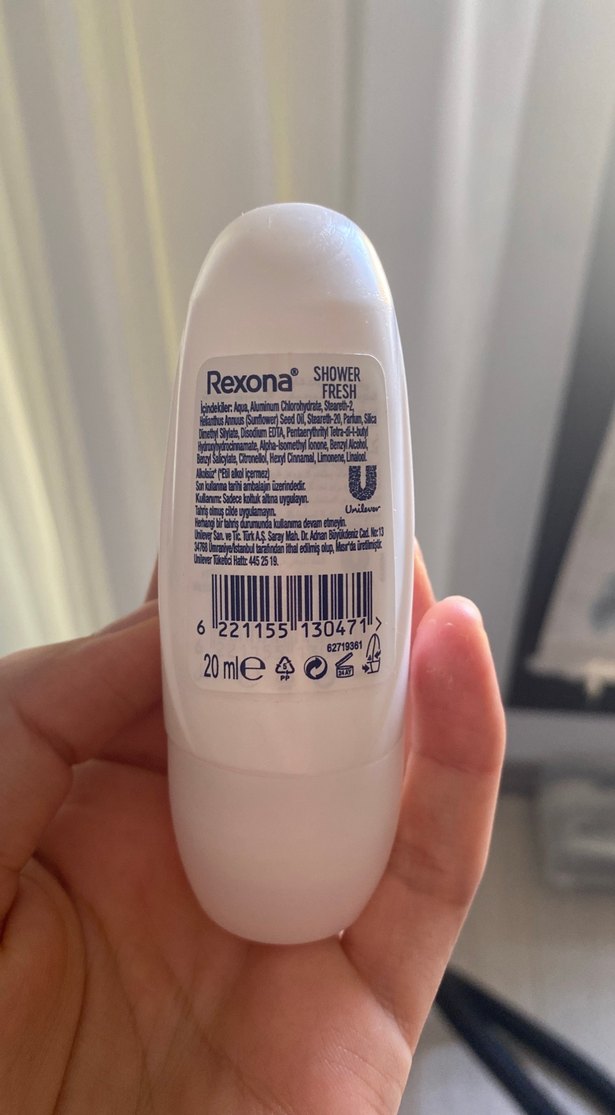 Rexona®
SHOWER
FRESH
İçindekiler: Aqua, Aluminum Chlorohydrate, Steareth-2,
Helianthus Annuus (Sunflower) Seed Oil, Steareth-20, Parfum, Silica
Dimethyl Silylate, Disodium EDTA, Pentaerythrityl Tetra-di-t-butyl
Hydroxyhydrocinnamate, Alpha-Isomethyl Ionone, Benzyl Alcohol,
Benzyl Salicylate, Citronellol, Hexyl Cinnamal, Limonene, Linalool.
Alkolsüz* (*Etil alkol içermez)
Son kullanma tarihi ambalajın üzerindedir.
Kullanım: Sadece koltuk altına uygulayın.
Tahriş olmuş cilde uygulamayın.
Herhangi bir tahriş durumunda kullanıma devam etmeyin.
Unilever
Unilever San. ve Tic. Türk A.Ş. Saray Mah. Dr. Adnan Büyükdeniz Cad. No:13
34768 Ümraniye/İstanbul tarafından ithal edilmiş olup, Mısır'da üretilmiştir.
Unilever Tüketici Hattı: 445 25 19.
6 221155 130471 >
62719361
20 ml e
5
PP
24 AY